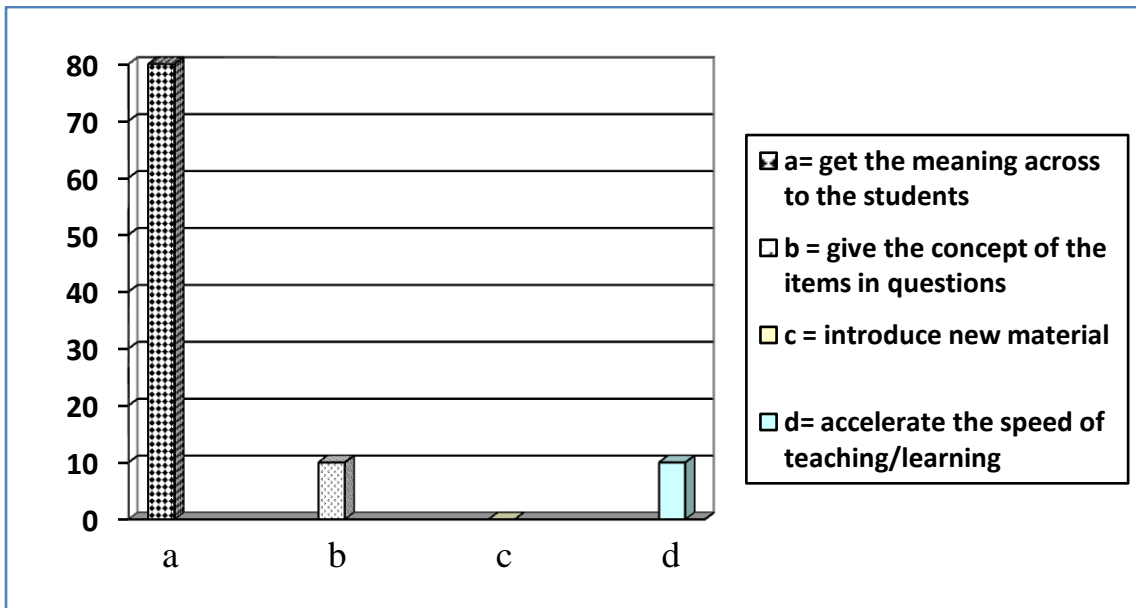 80
70
60
50
40
30
20
10
0
a
b
c
d
a= get the meaning across
to the students
b = give the concept of the
items in questions
c = introduce new material
d= accelerate the speed of
teaching/learning